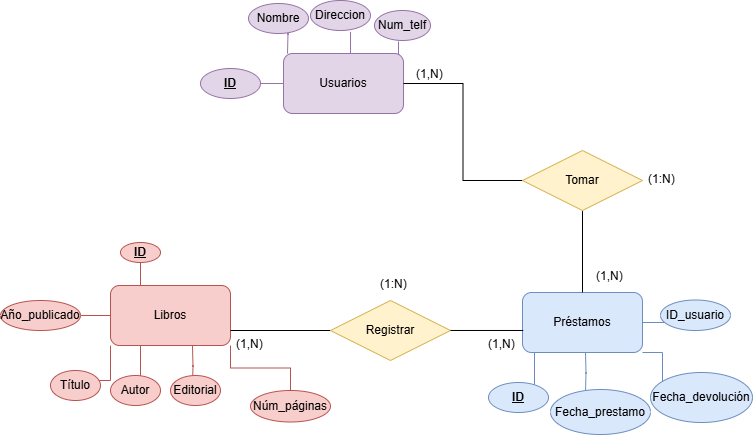 Nombre
Direccion
Num_telf
ID
Usuarios
(1,N)
Tomar
(1:N)
ID
(1,N)
(1:N)
Año_publicado
Libros
Registrar
Préstamos
ID_usuario
(1,N)
(1,N)
Título
Autor
Editorial
Núm_páginas
ID
Fecha_prestamo
Fecha_devolución